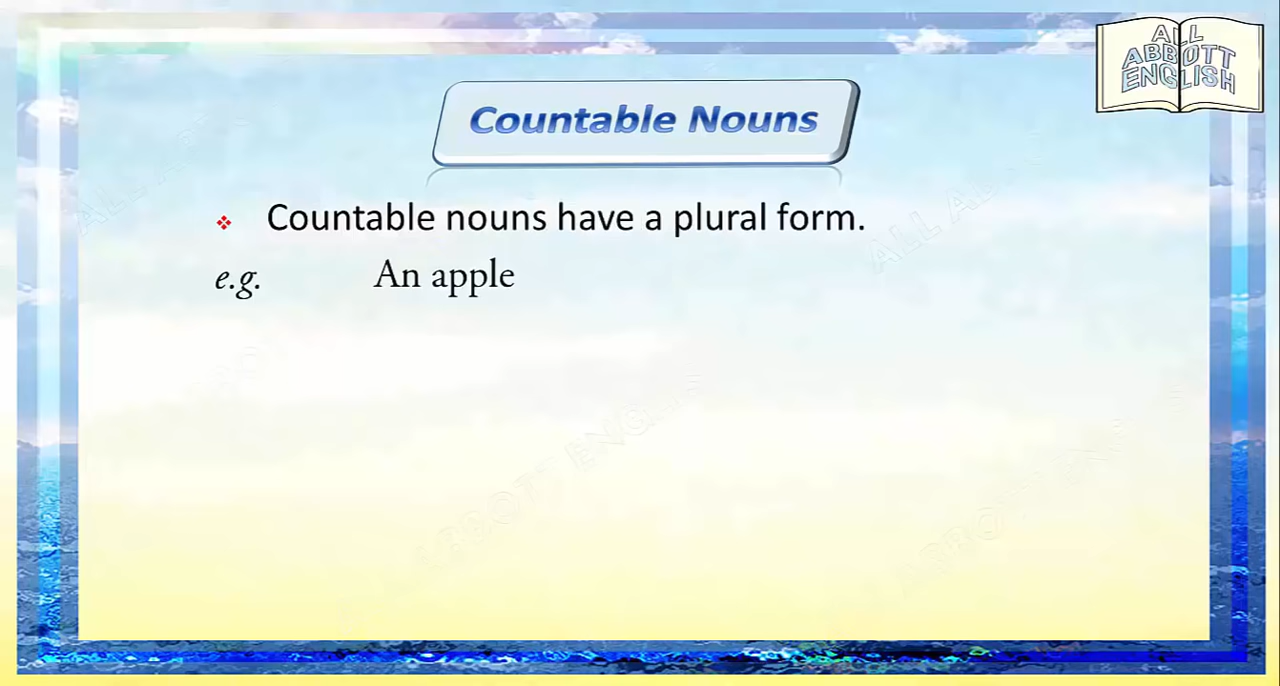 ALL
ABBOTT
ENGLISH
Countable Nouns
❖ Countable nouns have a plural form.
e.g. An apple